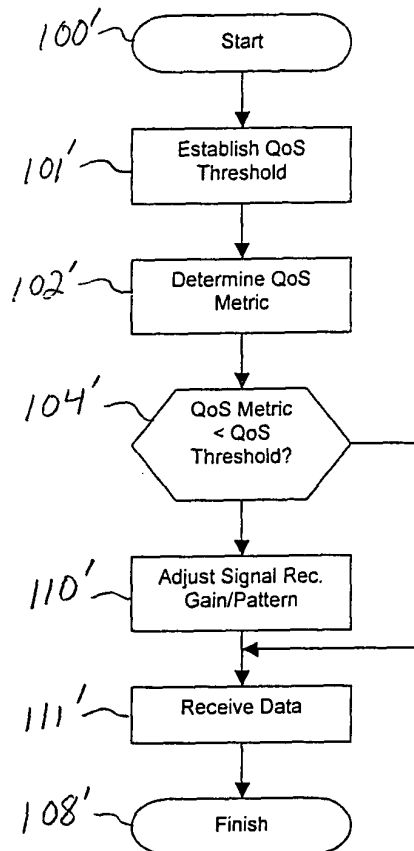 100'
Start
101'
Establish QoS
Threshold
102'
Determine QoS
Metric
104'
QoS Metric
< QoS
Threshold?
110'
Adjust Signal Rec.
Gain/Pattern
111'
Receive Data
108'
Finish